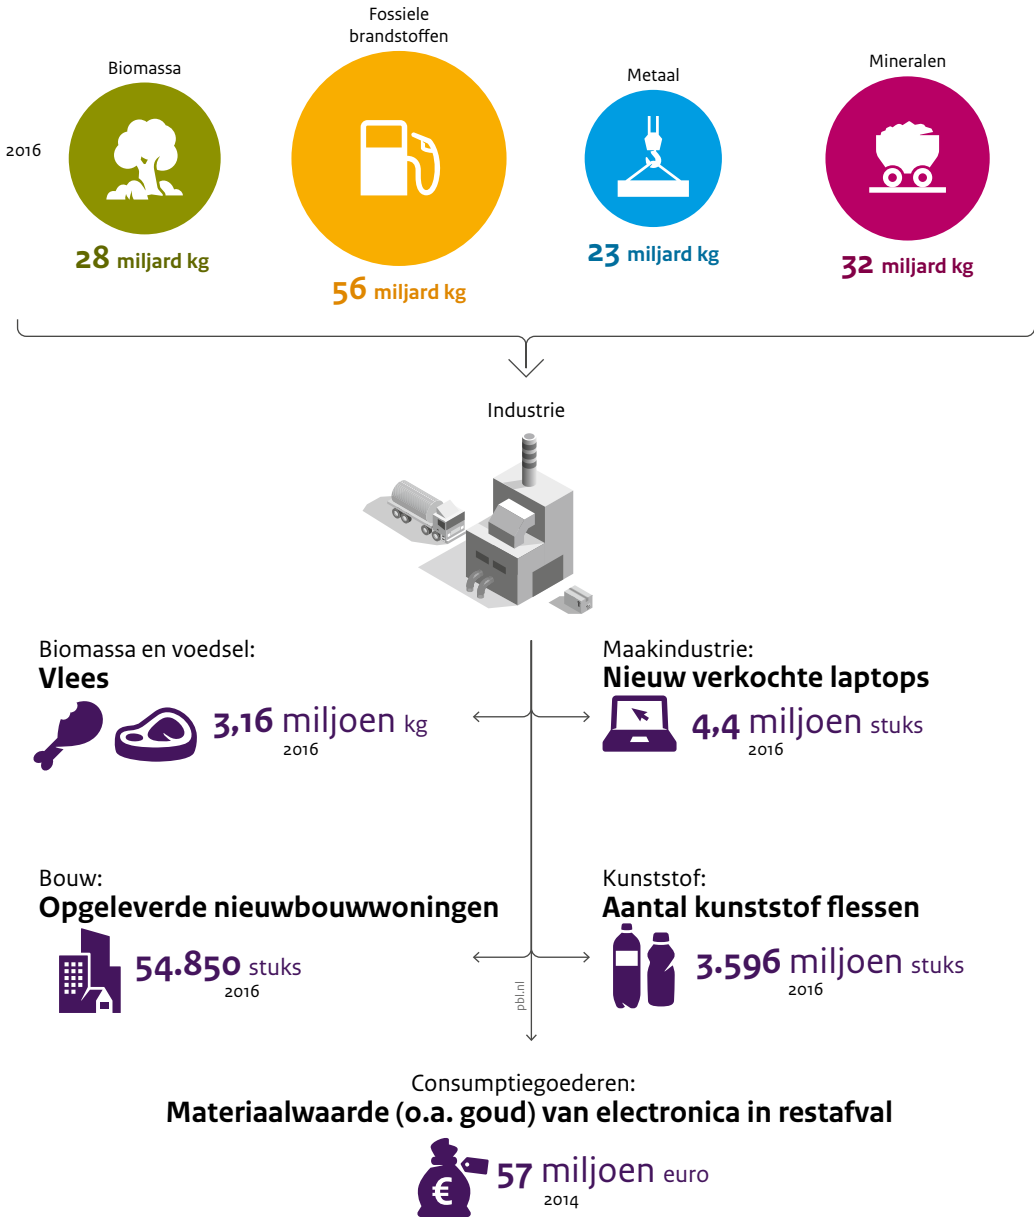 Fossiele
brandstoffen
Biomassa
Metaal
Mineralen
2016
28 miljard kg
56 miljard kg
23 miljard kg
32 miljard kg
Industrie
Biomassa en voedsel:
Vlees
3,16 miljoen kg
2016
Maakindustrie:
Nieuw verkochte laptops
4,4 miljoen stuks
2016
Bouw:
Opgeleverde nieuwbouwwoningen
54.850 stuks
2016
Kunststof:
Aantal kunststof flessen
3.596 miljoen stuks
2016
pbl.nl
Consumptiegoederen:
Materiaalwaarde (o.a. goud) van electronica in restafval
€
57 miljoen euro
2014